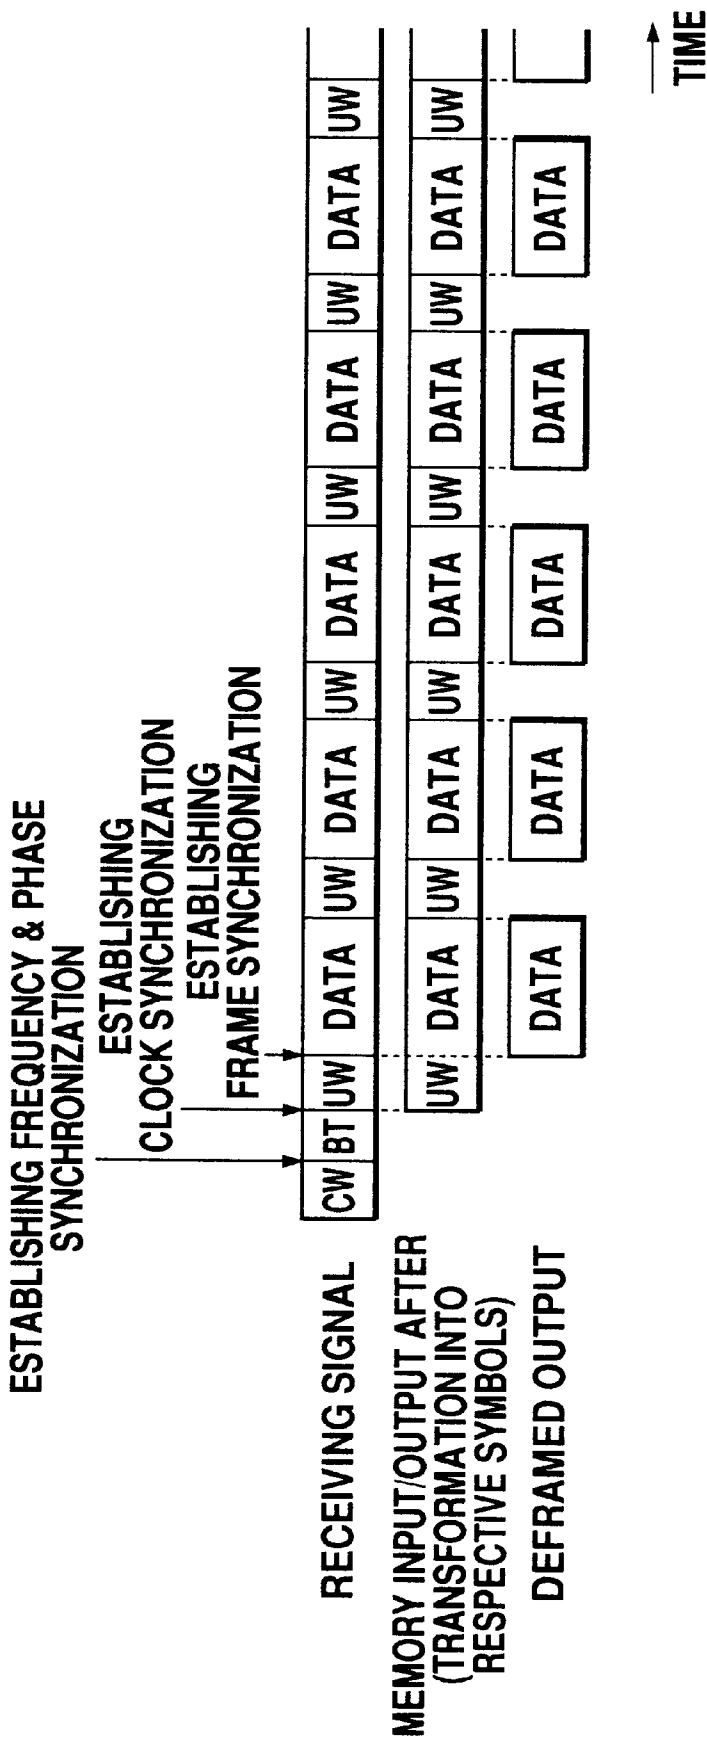 ESTABLISHING FREQUENCY & PHASE
SYNCHRONIZATION
ESTABLISHING
CLOCK SYNCHRONIZATION
ESTABLISHING
FRAME SYNCHRONIZATION
RECEIVING SIGNAL
CW BT UW DATA UW DATA UW DATA UW DATA UW DATA UW
MEMORY INPUT/OUTPUT AFTER
(TRANSFORMATION INTO
RESPECTIVE SYMBOLS)
UW DATA UW DATA UW DATA UW DATA UW DATA UW
DEFRAMED OUTPUT
DATA DATA DATA DATA DATA
TIME